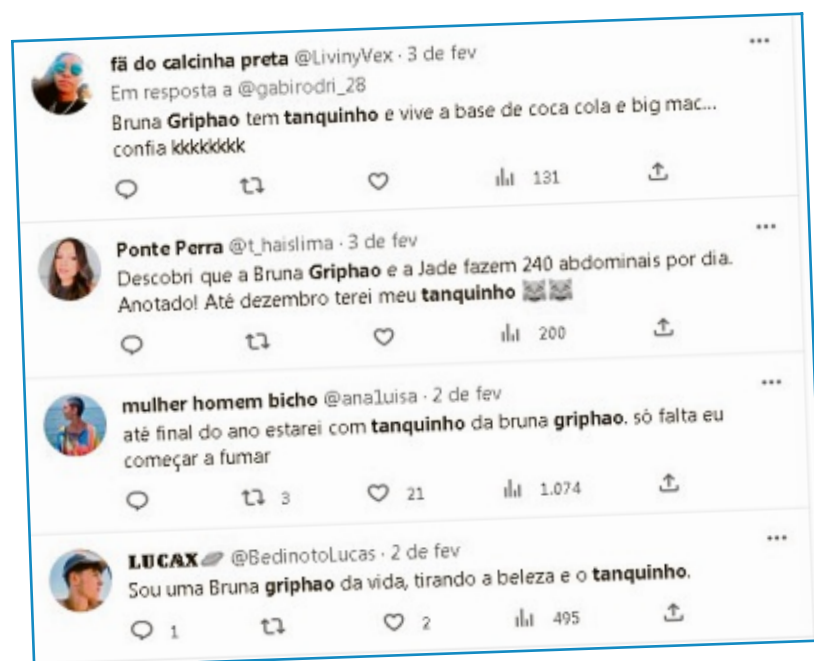 fã do calcinha preta @LivinyVex · 3 de fev
Em resposta a @gabirodri_28
Bruna Griphao tem tanquinho e vive a base de coca cola e big mac...
confia kkkkkkkk
131
Ponte Perra @t_haislima · 3 de fev
Descobri que a Bruna Griphao e a Jade fazem 240 abdominais por dia.
Anotado! Até dezembro terei meu tanquinho
200
mulher homem bicho @ana1uisa · 2 de fev
até final do ano estarei com tanquinho da bruna griphao. só falta eu
começar a fumar
3 21 1.074
LUCAX @BedinotoLucas · 2 de fev
Sou uma Bruna griphao da vida, tirando a beleza e o tanquinho.
1 2 495